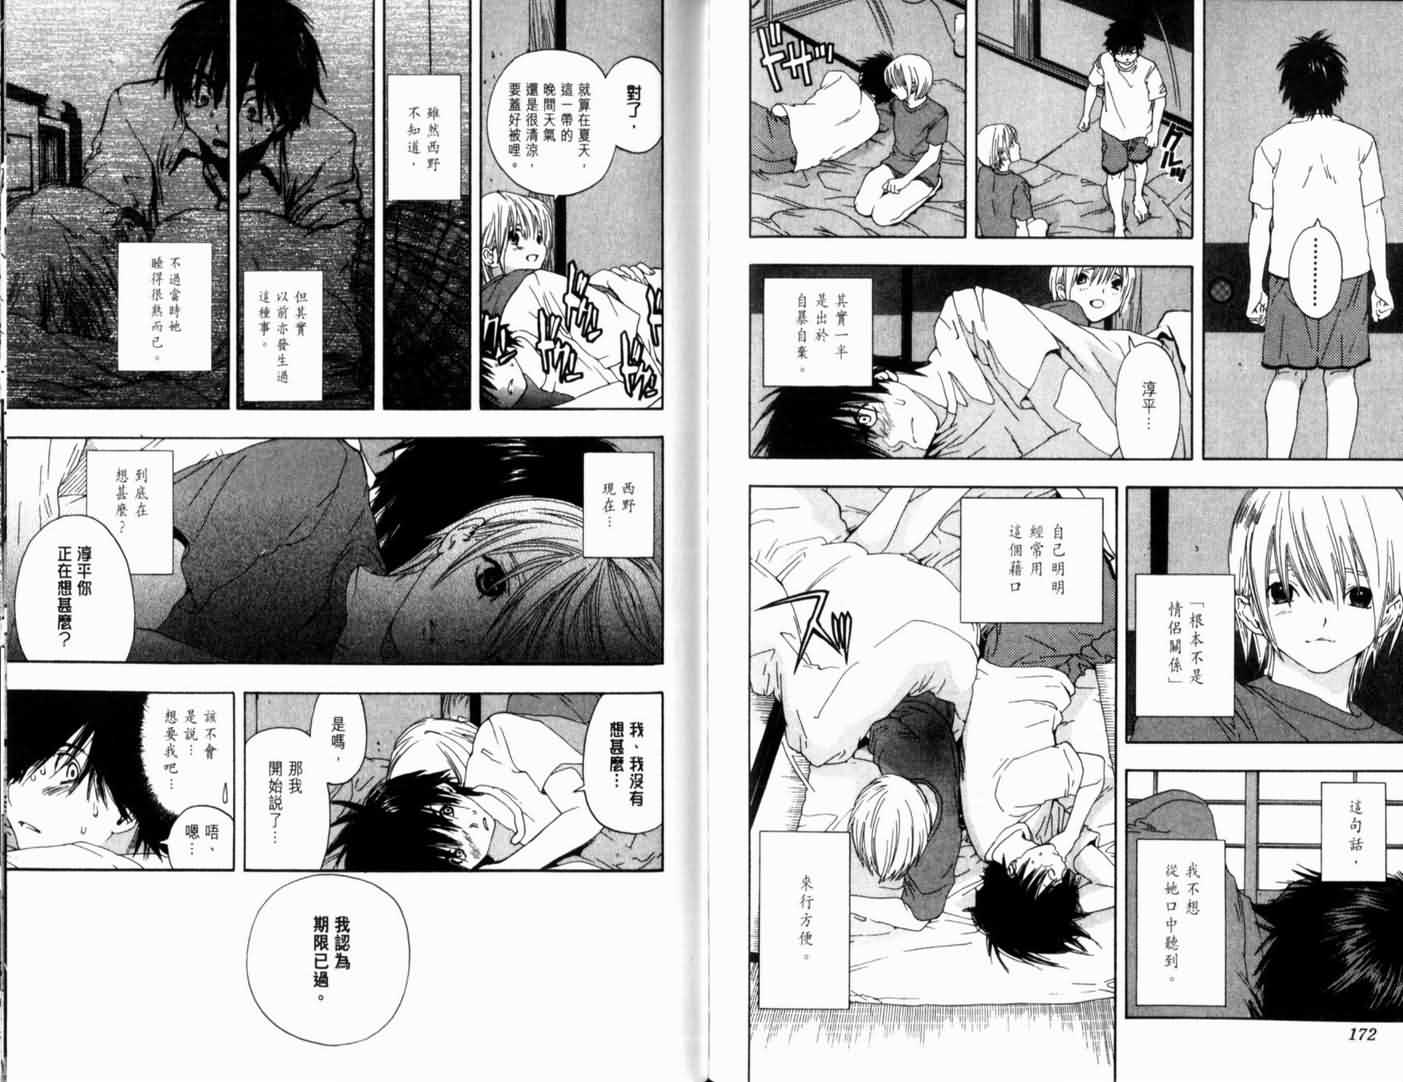 …………
グルッ
ドドド
淳平…
其實一半
是出於
自暴自棄。
「根本不是
情侶關係」
這句話，
我不想
從她口中聽到。
自己明明
經常用
這個藉口
來行方便。
172
對了，
就算在夏天，
這一帶的
晚間天氣
還是很清涼，
要蓋好被哩。
雖然西野
不知道，
但其實
以前亦發生過
這種事。
不過當時她
睡得很熟而已。
西野
現在…
到底在
想甚麼？
淳平你
正在想甚麼？
我、我沒有
想甚麼…
是嗎，
那我
開始說了…
該不會
是說…
想要我吧…
唔、
嗯…
我認為
期限已過。